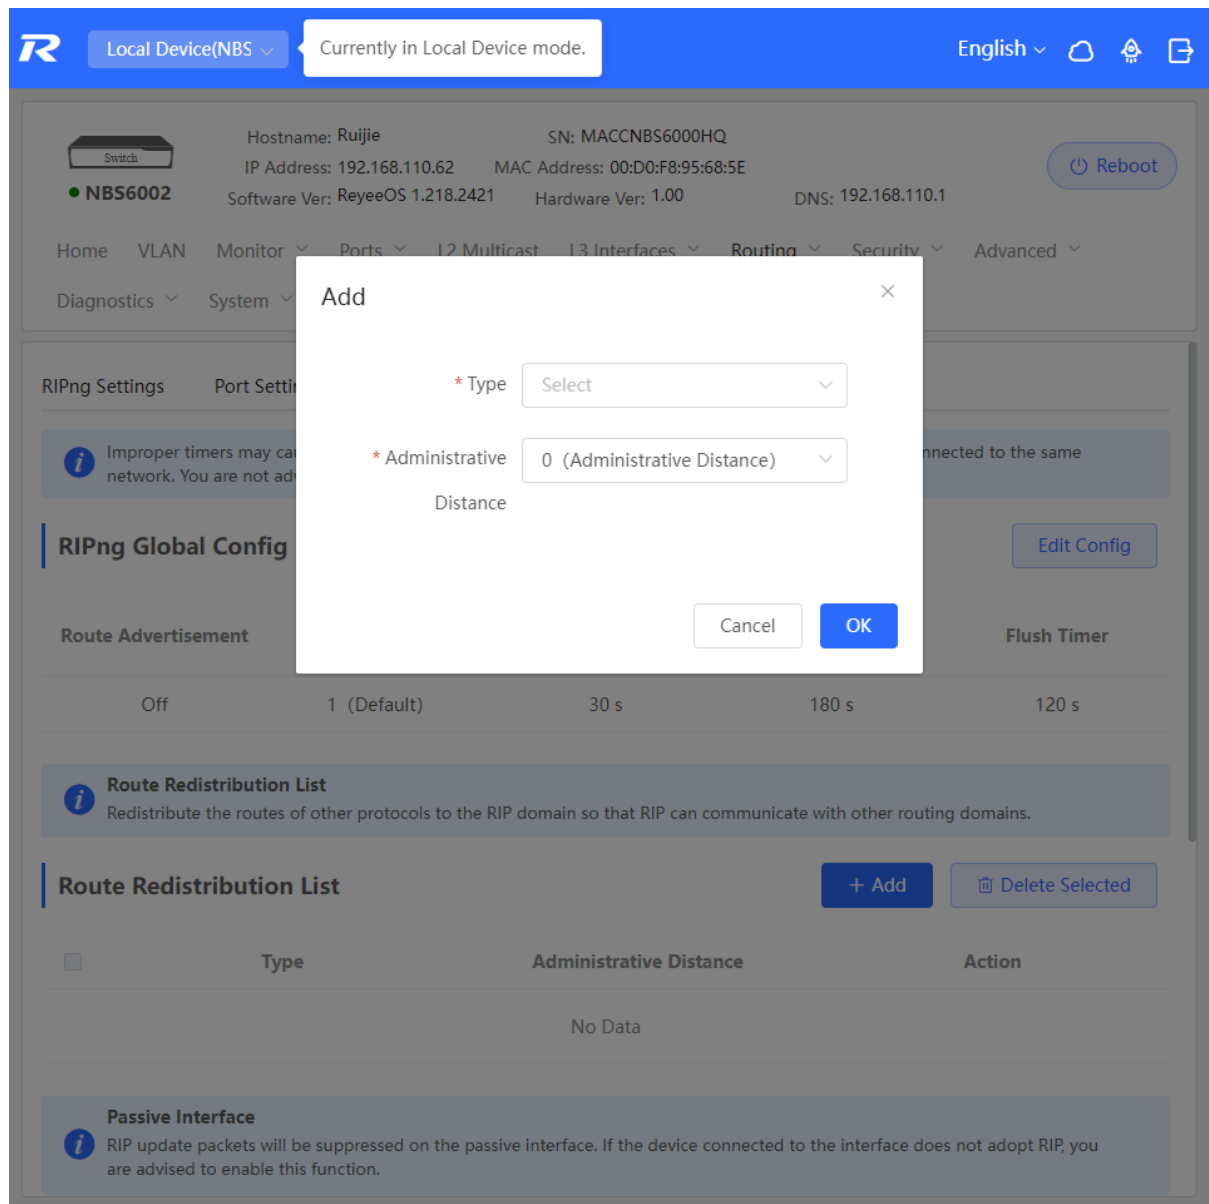 Local Device(NBS
Currently in Local Device mode.
English
Switch
NBS6002
Hostname: Ruijie
SN: MACCNBS6000HQ
IP Address: 192.168.110.62
MAC Address: 00:D0:F8:95:68:5E
Software Ver: ReyeeOS 1.218.2421
Hardware Ver: 1.00
DNS: 192.168.110.1
Reboot
Home VLAN Monitor Ports L2 Multicast L3 Interfaces Routing Security Advanced
Diagnostics System
Add
* Type Select
* Administrative Distance 0 (Administrative Distance)
Cancel OK
RIPng Settings Port Settin
Improper timers may cau
nnected to the same
network. You are not adv
RIPng Global Config
Edit Config
Route Advertisement
Flush Timer
Off 1 (Default) 30 s 180 s 120 s
Route Redistribution List
Redistribute the routes of other protocols to the RIP domain so that RIP can communicate with other routing domains.
Route Redistribution List
+ Add Delete Selected
Type Administrative Distance Action
No Data
Passive Interface
RIP update packets will be suppressed on the passive interface. If the device connected to the interface does not adopt RIP, you
are advised to enable this function.